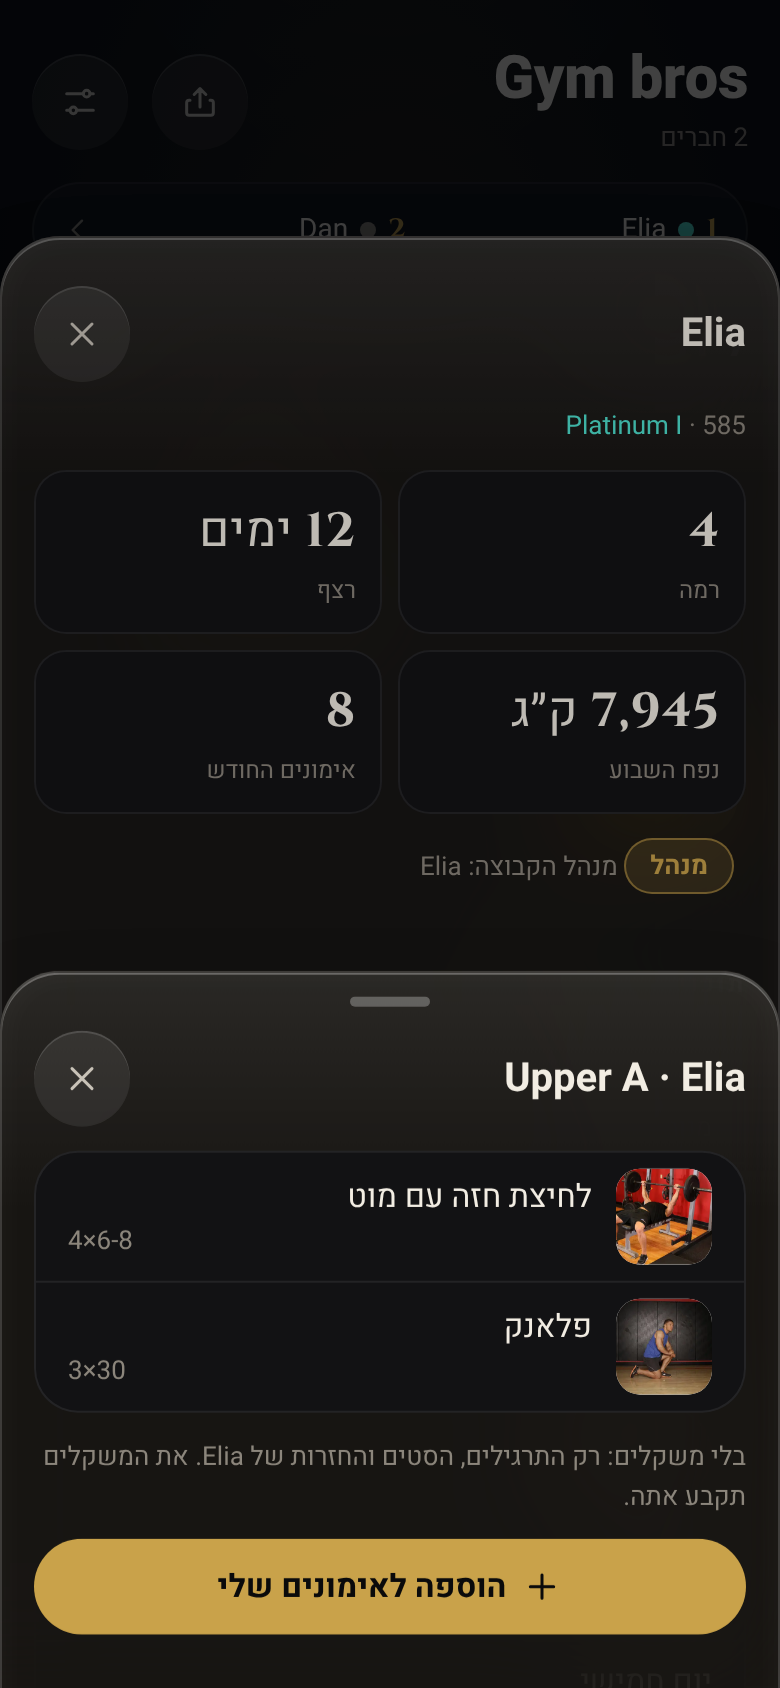 Gym bros
2 חברים
1 Elia
2 Dan
Elia
585 · Platinum I
4
רמה
12 ימים
רצף
7,945 ק״ג
נפח השבוע
8
אימונים החודש
מנהל
מנהל הקבוצה: Elia
Upper A · Elia
לחיצת חזה עם מוט
4×6-8
פלאנק
3×30
בלי משקלים: רק התרגילים, הסטים והחזרות של Elia. את המשקלים
תקבע אתה.
הוספה לאימונים שלי
יום חמישי